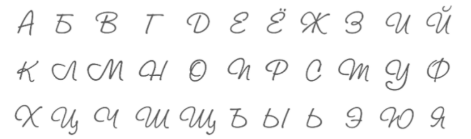 А Б В Г Д Е Ё Ж З И Й
К Л М Н О П Р С Т У Ф
Х Ц Ч Ш Щ Ъ Ы Ь Э Ю Я